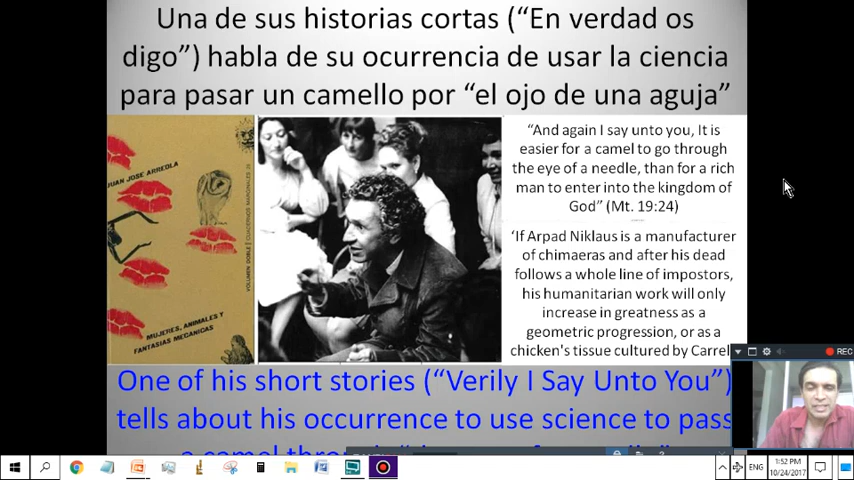 Una de sus historias cortas (“En verdad os
digo”) habla de su ocurrencia de usar la ciencia
para pasar un camello por “el ojo de una aguja”
JUAN JOSE ARREOLA
VOLUMEN DOBLE | CUADERNOS MARGINALES
MUJERES, ANIMALES Y
FANTASIAS MECANICAS
“And again I say unto you, It is
easier for a camel to go through
the eye of a needle, than for a rich
man to enter into the kingdom of
God” (Mt. 19:24)
‘If Arpad Niklaus is a manufacturer
of chimaeras and after his dead
follows a whole line of impostors,
his humanitarian work will only
increase in greatness as a
geometric progression, or as a
chicken's tissue cultured by Carrel
REC
One of his short stories (“Verily I Say Unto You”)
tells about his occurrence to use science to pass
a camel
ENG
1:52 PM
10/24/2017